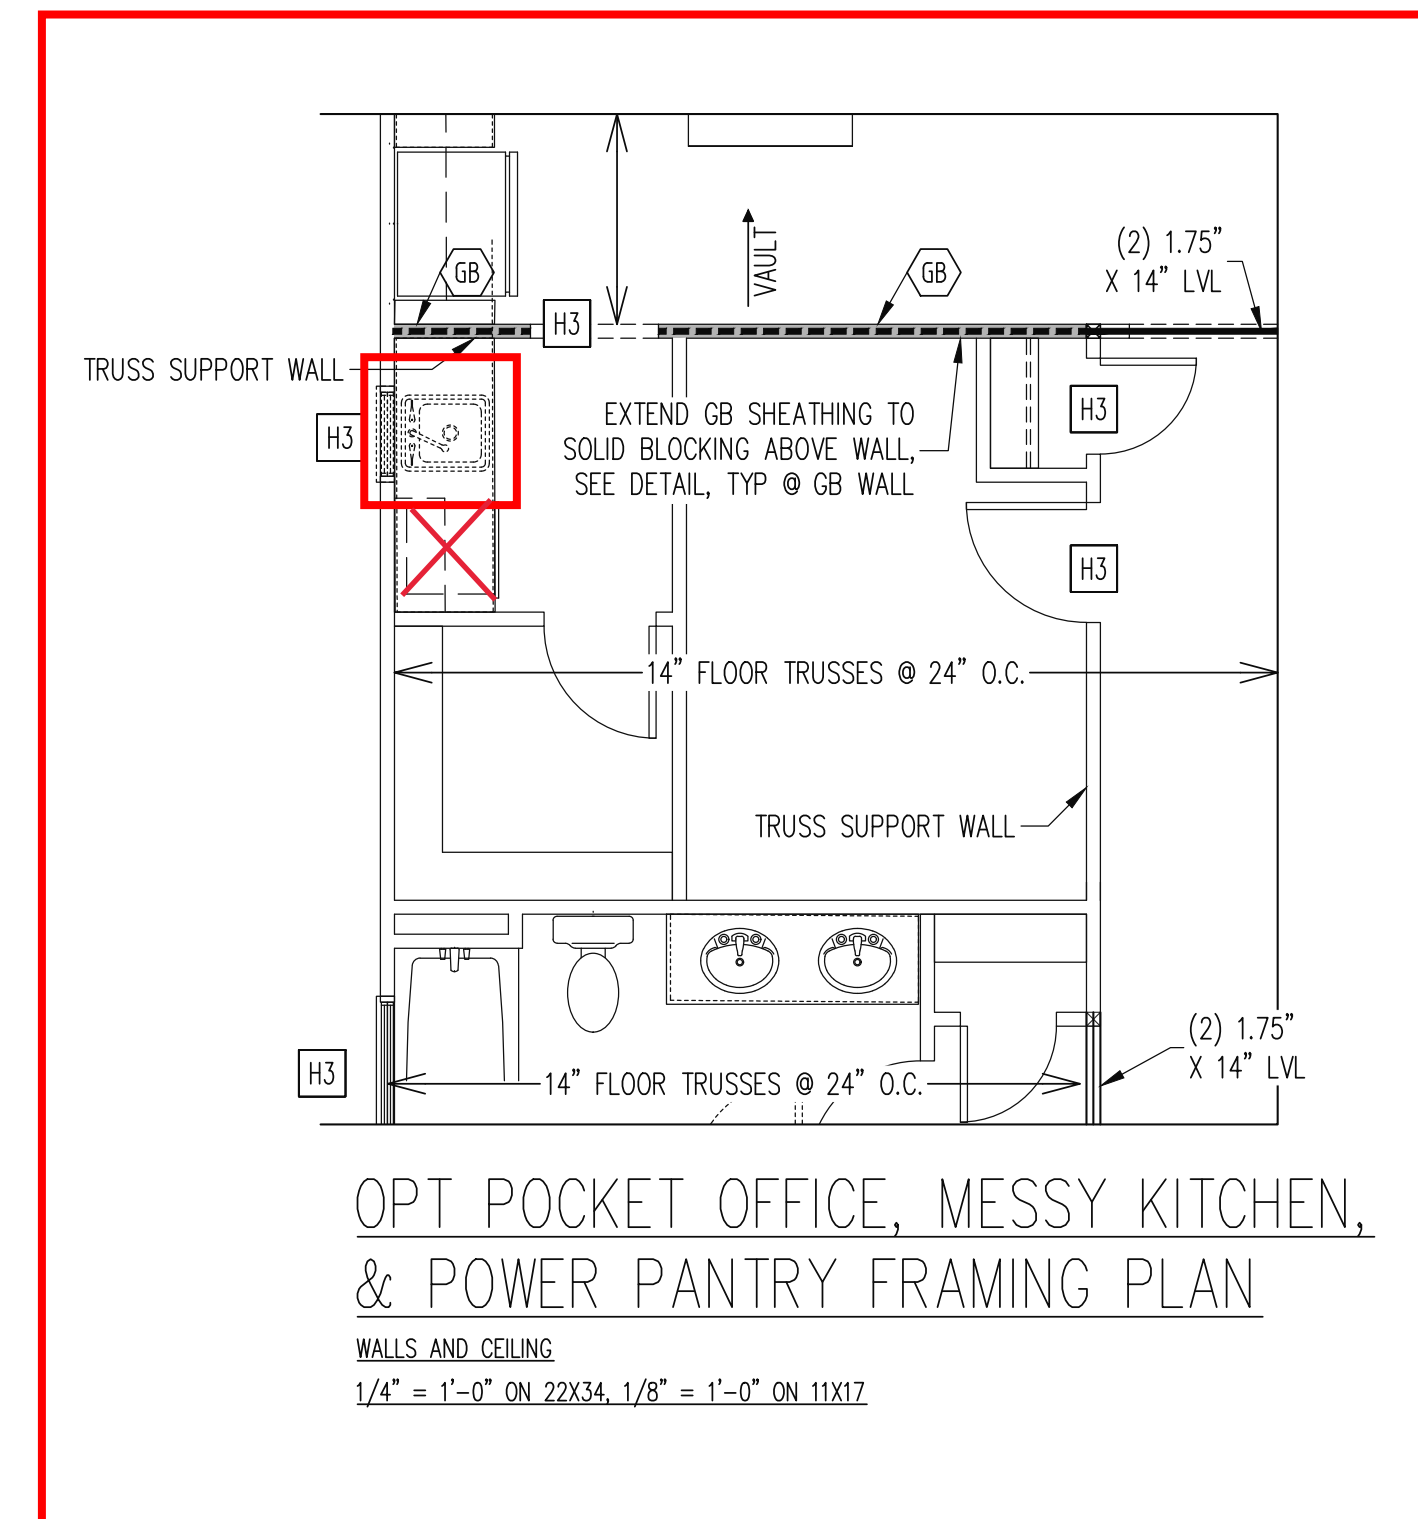 (2) 1.75”
X 14” LVL
VAULT
GB
GB
H3
TRUSS SUPPORT WALL
H3
EXTEND GB SHEATHING TO
SOLID BLOCKING ABOVE WALL,
SEE DETAIL, TYP @ GB WALL
H3
H3
14” FLOOR TRUSSES @ 24” O.C.
TRUSS SUPPORT WALL
(2) 1.75”
X 14” LVL
H3
14” FLOOR TRUSSES @ 24” O.C.
OPT POCKET OFFICE, MESSY KITCHEN,
& POWER PANTRY FRAMING PLAN
WALLS AND CEILING
1/4” = 1’-0” ON 22X34, 1/8” = 1’-0” ON 11X17